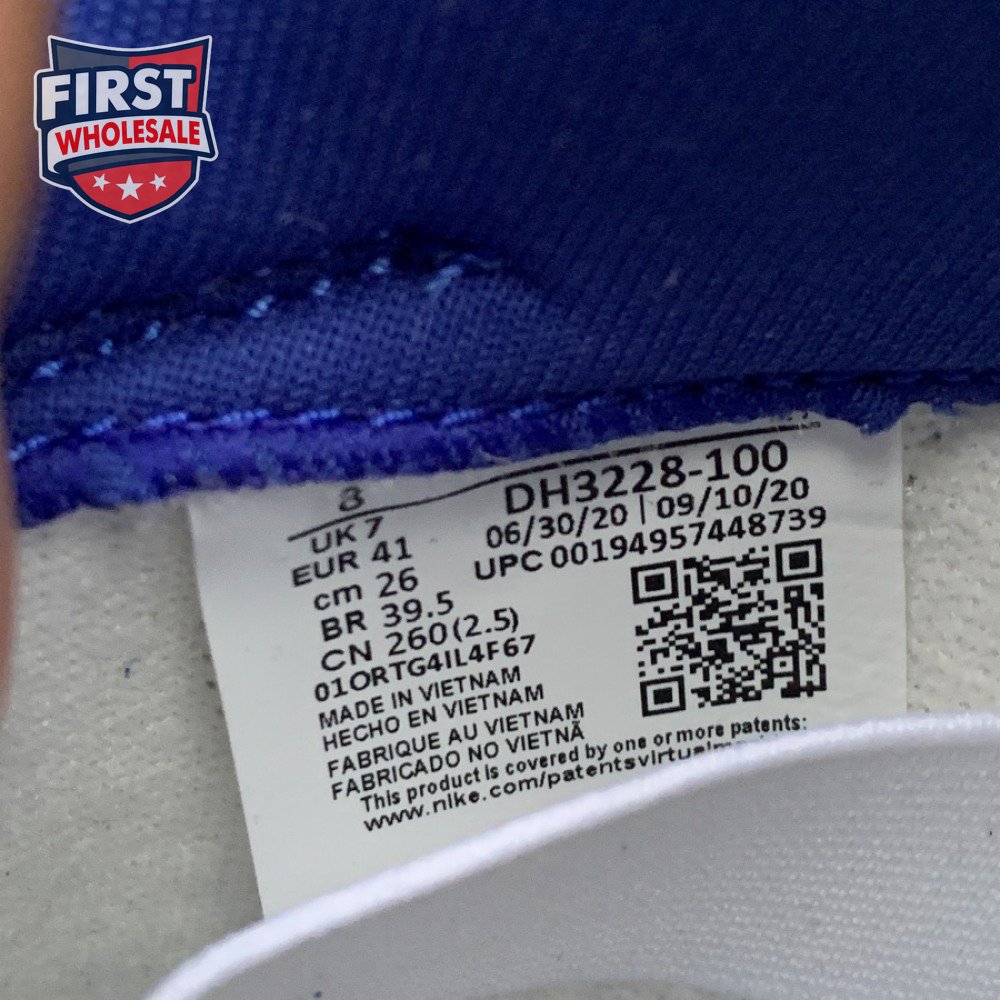 FIRST
WHOLESALE
8
UK 7
EUR 41
cm 26
BR 39.5
CN 260(2.5)
01ORTG4IL4F67
DH3228-100
06/30/20 | 09/10/20
UPC 00194957448739
MADE IN VIETNAM
HECHO EN VIETNAM
FABRIQUE AU VIETNAM
FABRICADO NO VIETNÃ
This product is covered by one or more patents:
www.nike.com/patentsvirtualm